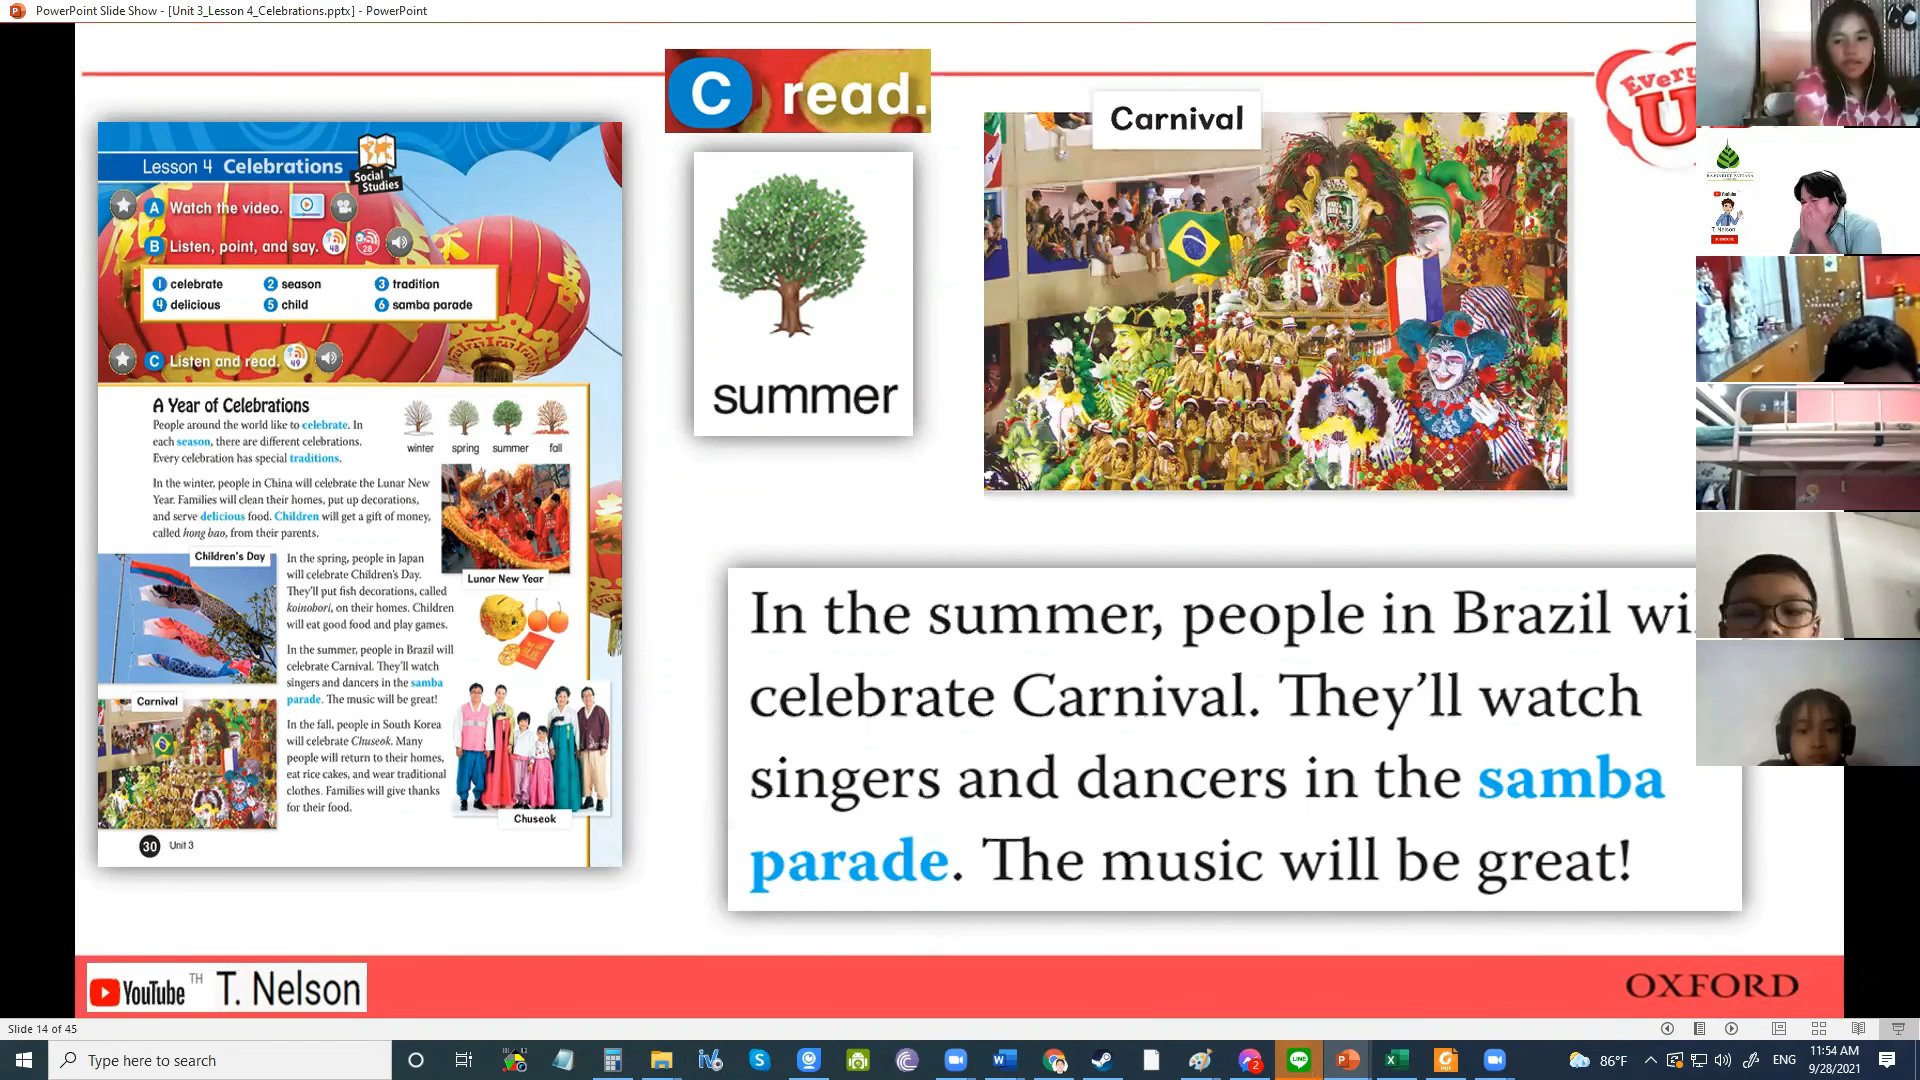 PowerPoint Slide Show - [Unit 3_Lesson 4_Celebrations.pptx] - PowerPoint
C read.
Every
U
Lesson 4 Celebrations
Social
Studies
A Watch the video.
B Listen, point, and say.
48
28
1 celebrate 2 season 3 tradition
4 delicious 5 child 6 samba parade
C Listen and read.
49
A Year of Celebrations
People around the world like to celebrate. In
each season, there are different celebrations.
Every celebration has special traditions.
winter spring summer fall
In the winter, people in China will celebrate the Lunar New
Year. Families will clean their homes, put up decorations,
and serve delicious food. Children will get a gift of money,
called hong bao, from their parents.
Lunar New Year
Children's Day
In the spring, people in Japan
will celebrate Children's Day.
They'll put fish decorations, called
koinobori, on their homes. Children
will eat good food and play games.
In the summer, people in Brazil will
celebrate Carnival. They'll watch
singers and dancers in the samba
parade. The music will be great!
Carnival
In the fall, people in South Korea
will celebrate Chuseok. Many
people will return to their homes,
eat rice cakes, and wear traditional
clothes. Families will give thanks
for their food.
Chuseok
30 Unit 3
summer
Carnival
In the summer, people in Brazil wi
celebrate Carnival. They'll watch
singers and dancers in the samba
parade. The music will be great!
YouTube TH T. Nelson
OXFORD
YouTube
T. Nelson
SUBSCRIBE
Slide 14 of 45
Type here to search
2
LINE
86°F
ENG
11:54 AM
9/28/2021